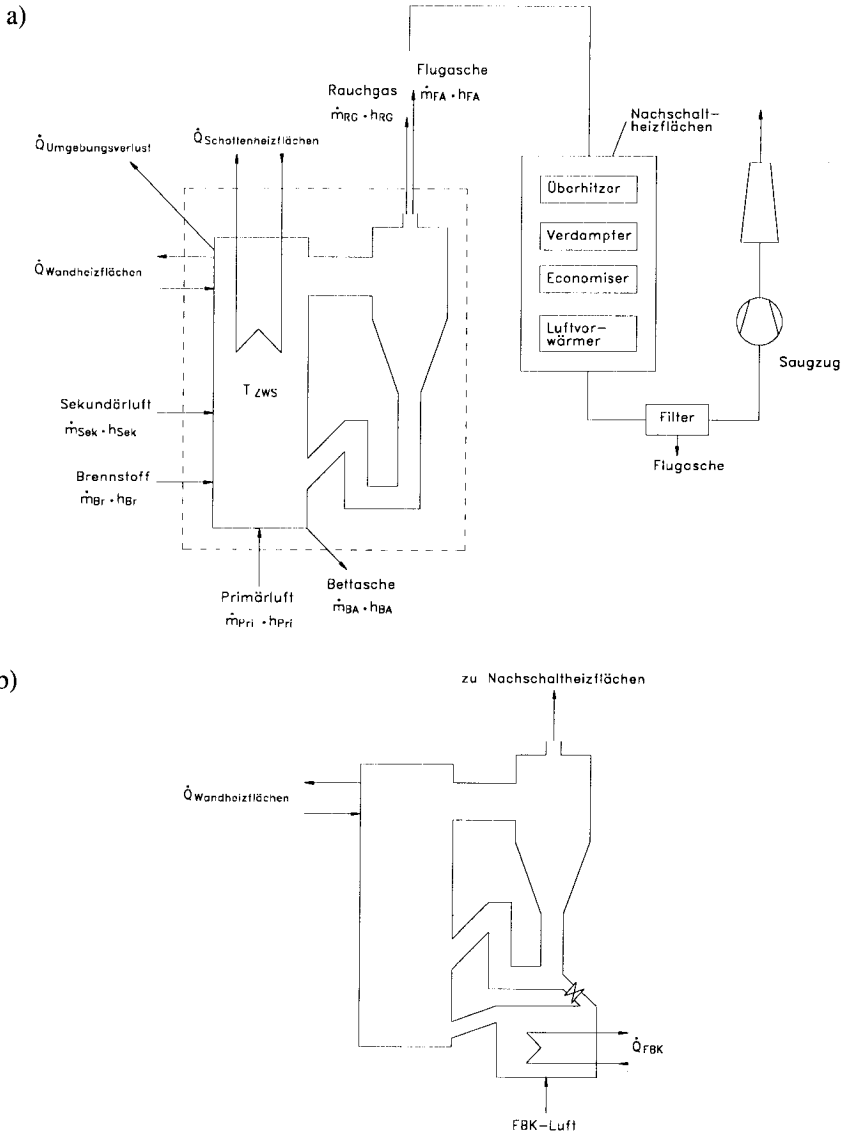 a)
Flugasche
ṁFA · hFA
Rauchgas
ṁRG · hRG
Q̇Schottenheizflächen
Q̇Umgebungsverlust
Q̇Wandheizflächen
TZWS
Sekundärluft
ṁSek · hSek
Brennstoff
ṁBr · hBr
Primärluft
ṁPri · hPri
Bettasche
ṁBA · hBA
Nachschalt-
heizflächen
Überhitzer
Verdampfer
Economiser
Luftvor-
wärmer
Saugzug
Filter
Flugasche
b)
zu Nachschaltheizflächen
Q̇Wandheizflächen
Q̇FBK
FBK-Luft